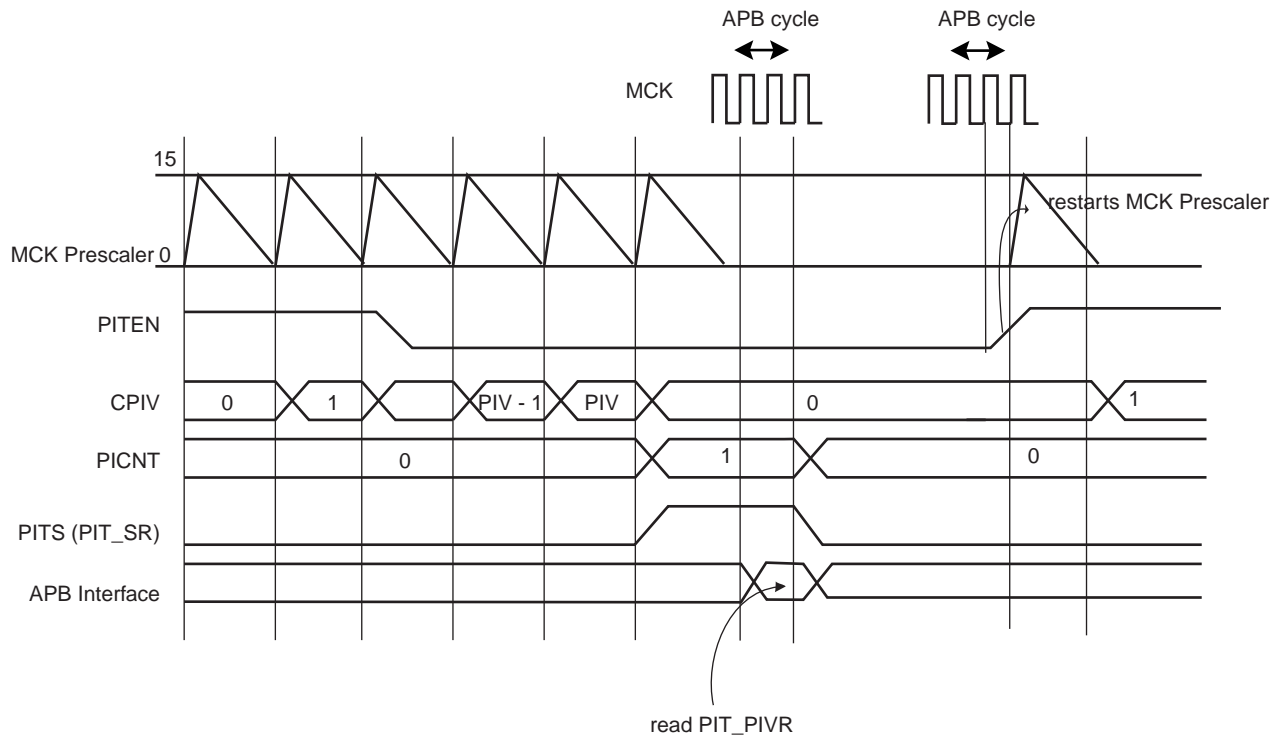 APB cycle
APB cycle
MCK
15
restarts MCK Prescaler
MCK Prescaler 0
PITEN
CPIV
0
1
PIV - 1
PIV
0
1
PICNT
0
1
0
PITS (PIT_SR)
APB Interface
read PIT_PIVR